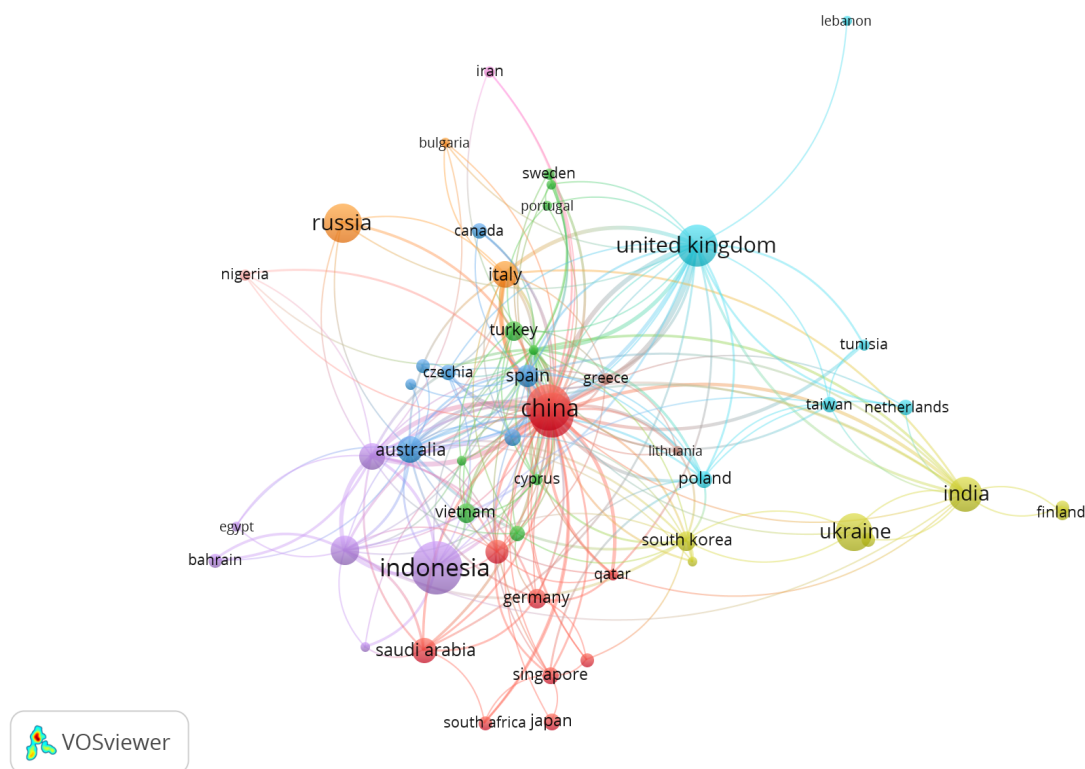 lebanon
iran
bulgaria
sweden
portugal
russia
canada
united kingdom
nigeria
italy
turkey
tunisia
czechia
spain
greece
china
taiwan
netherlands
australia
lithuania
cyprus
poland
india
vietnam
finland
egypt
ukraine
south korea
bahrain
indonesia
qatar
germany
saudi arabia
singapore
south africa
japan
VOSviewer